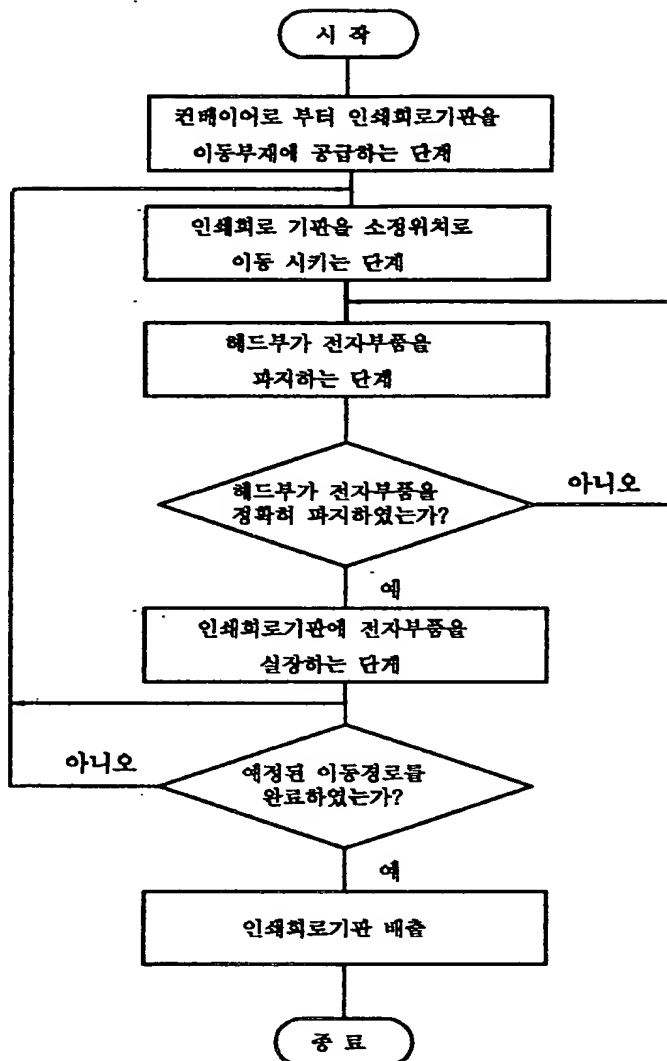 시 작
컨베이어로 부터 인쇄회로기판을
이동부재에 공급하는 단계
인쇄회로 기판을 소정위치로
이동 시키는 단계
헤드부가 전자부품을
파지하는 단계
헤드부가 전자부품을
정확히 파지하였는가?
아니오
예
인쇄회로기판에 전자부품을
실장하는 단계
아니오
예정된 이동경로를
완료하였는가?
예
인쇄회로기판 배출
종 료